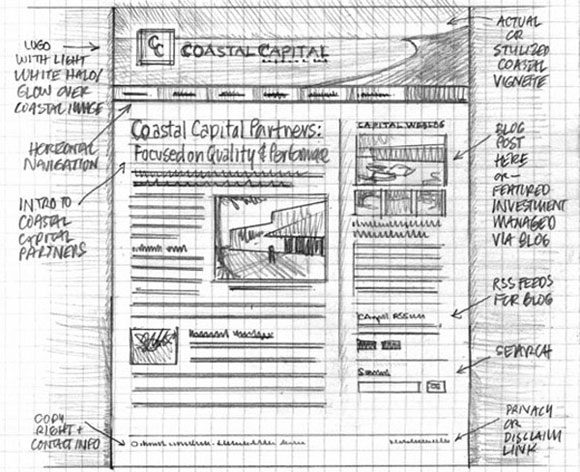 LOGO
WITH LIGHT
WHITE HALO/
GLOW OVER
COASTAL IMAGE
HORIZONTAL
NAVIGATION
INTRO TO
COASTAL
CAPITAL
PARTNERS
COPY
RIGHT +
CONTACT INFO
CC
COASTAL CAPITAL
Coastal Capital Partners:
Focused on Quality & Performance
CAPITAL WEBLOG
Search
ACTUAL
OR
STYLIZED
COASTAL
VIGNETTE
BLOG
POST
HERE
OR—
FEATURED
INVESTMENT
MANAGED
VIA BLOG
RSS FEEDS
FOR BLOG
SEARCH
PRIVACY
OR
DISCLAIM
LINK